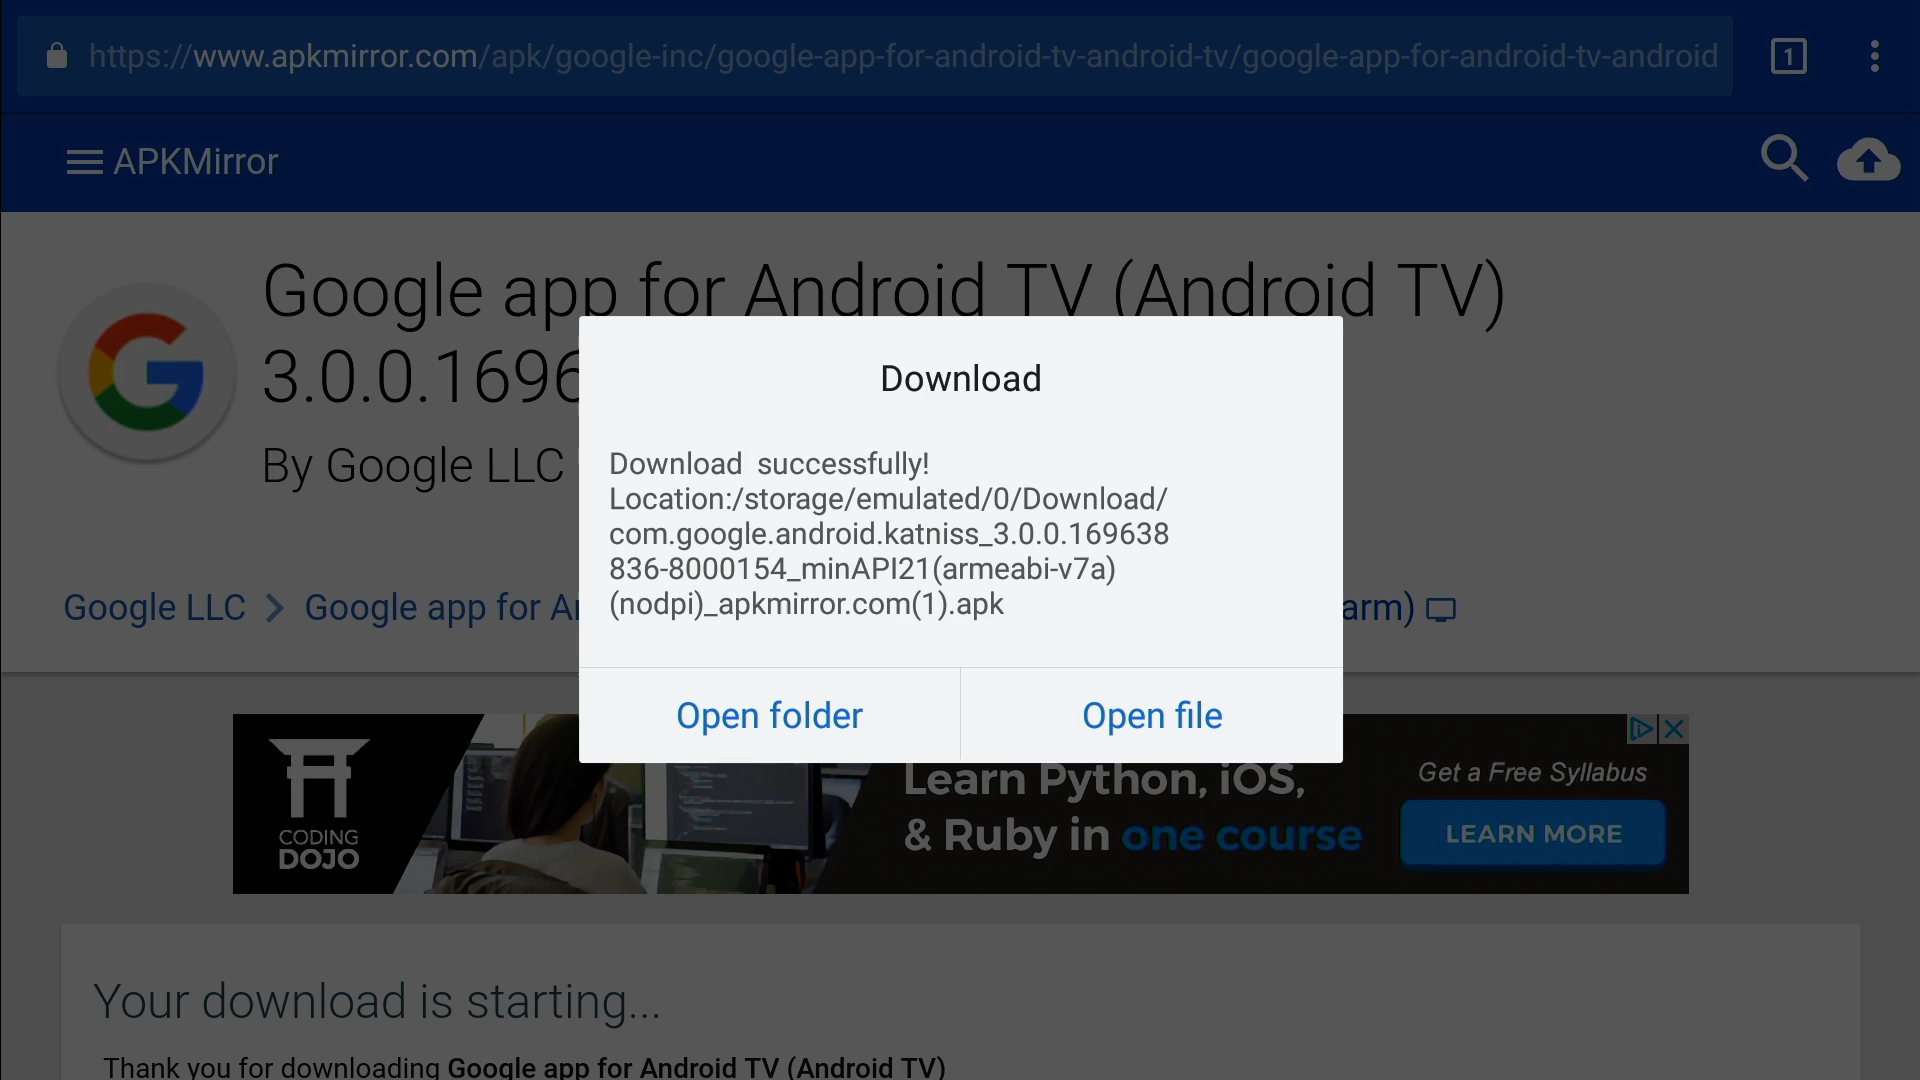 https://www.apkmirror.com/apk/google-inc/google-app-for-android-tv-android-tv/google-app-for-android-tv-android
1
APKMirror
Google app for Android TV (Android TV)
3.0.0.1696
By Google LLC
Download
Download  successfully!
Location:/storage/emulated/0/Download/
com.google.android.katniss_3.0.0.169638
836-8000154_minAPI21(armeabi-v7a)
(nodpi)_apkmirror.com(1).apk
Open folder
Open file
Google LLC
Google app for
arm)
CODING
DOJO
Learn Python, iOS,
& Ruby in one course
Get a Free Syllabus
LEARN MORE
Your download is starting...
Thank you for downloading Google app for Android TV (Android TV)